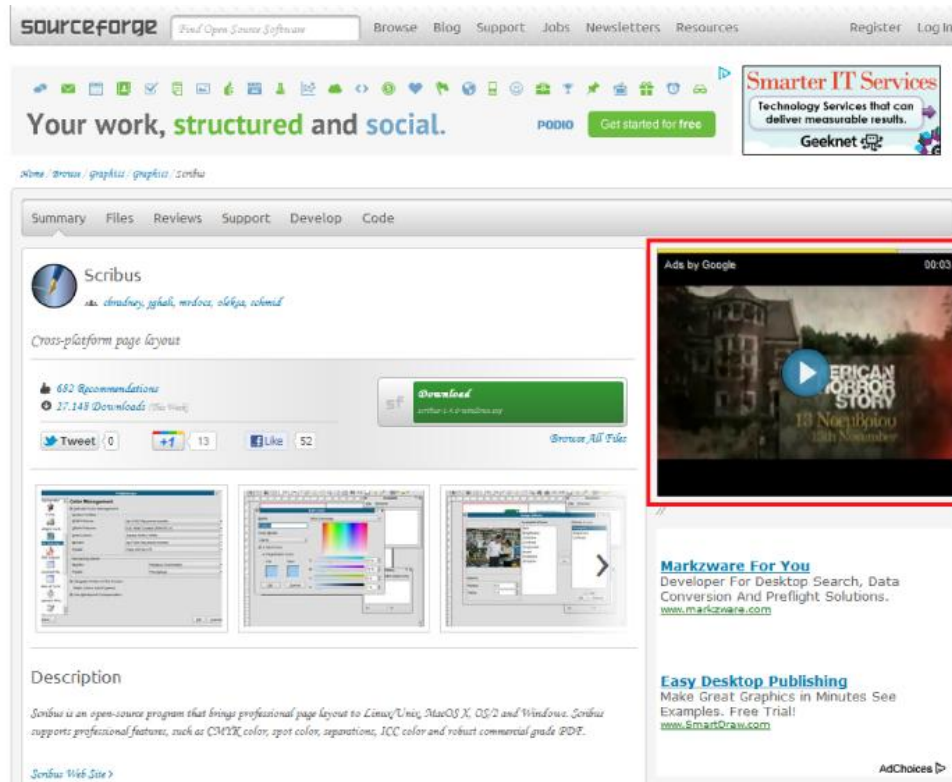 sourceforge
Find Open Source Software
Browse Blog Support Jobs Newsletters Resources
Register Log In
Your work, structured and social.
PODIO
Get started for free
Smarter IT Services
Technology Services that can
deliver measurable results.
Geeknet
Home / Browse / Graphics / Graphics / Scribus
Summary Files Reviews Support Develop Code
Scribus
cbradney, jghali, mrdocs, olekja, tschmid
Cross-platform page layout
682 Recommendations
27,148 Downloads (This Week)
Tweet 0
+1 13
Like 52
sf
Download
Browse All Files
Color Management
Ads by Google 00:03
ERICAN
HORROR
STORY
13 Νοεμβρίου
13th November
//
Markzware For You
Developer For Desktop Search, Data
Conversion And Preflight Solutions.
www.markzware.com
Easy Desktop Publishing
Make Great Graphics in Minutes See
Examples. Free Trial!
www.SmartDraw.com
AdChoices
Description
Scribus is an open-source program that brings professional page layout to Linux/Unix, MacOS X, OS/2 and Windows. Scribus
supports professional features, such as CMYK color, spot color, separations, ICC color and robust commercial grade PDF.
Scribus Web Site >